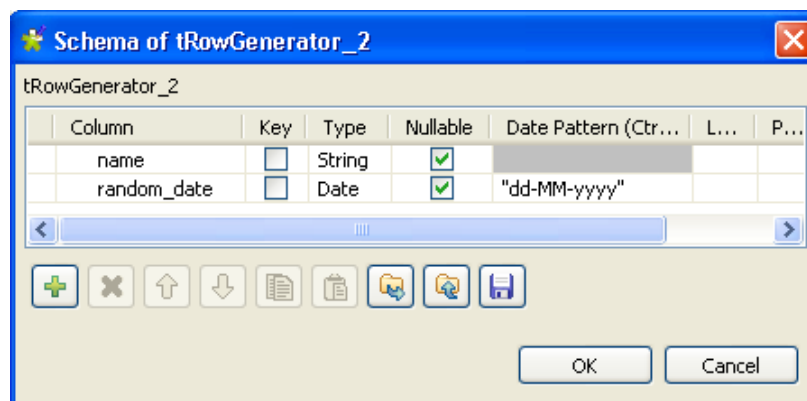 Schema of tRowGenerator_2
tRowGenerator_2
Column Key Type Nullable Date Pattern (Ctr... L... P...
name String
random_date Date "dd-MM-yyyy"
OK Cancel